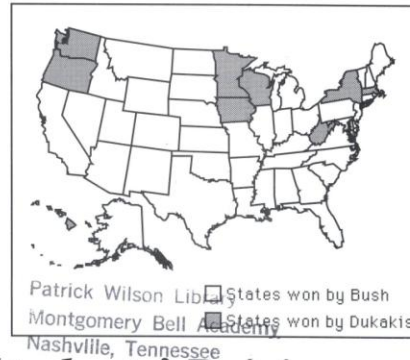 Patrick Wilson Library
States won by Bush
Montgomery Bell Academy
States won by Dukakis
Nashville, Tennessee